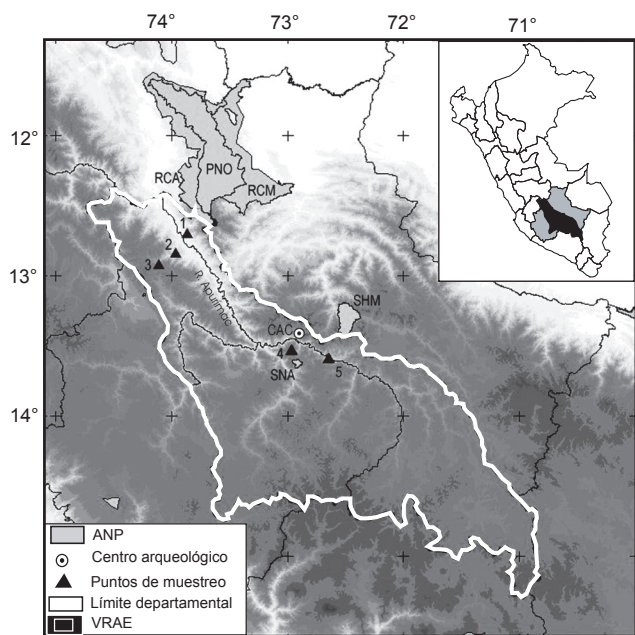 74° 73° 72° 71°
12°
RCA PNO RCM
1
2
3
13°
R. Apurímac
SHM
CAC
4
5
SNA
14°
ANP
Centro arqueológico
Puntos de muestreo
Límite departamental
VRAE